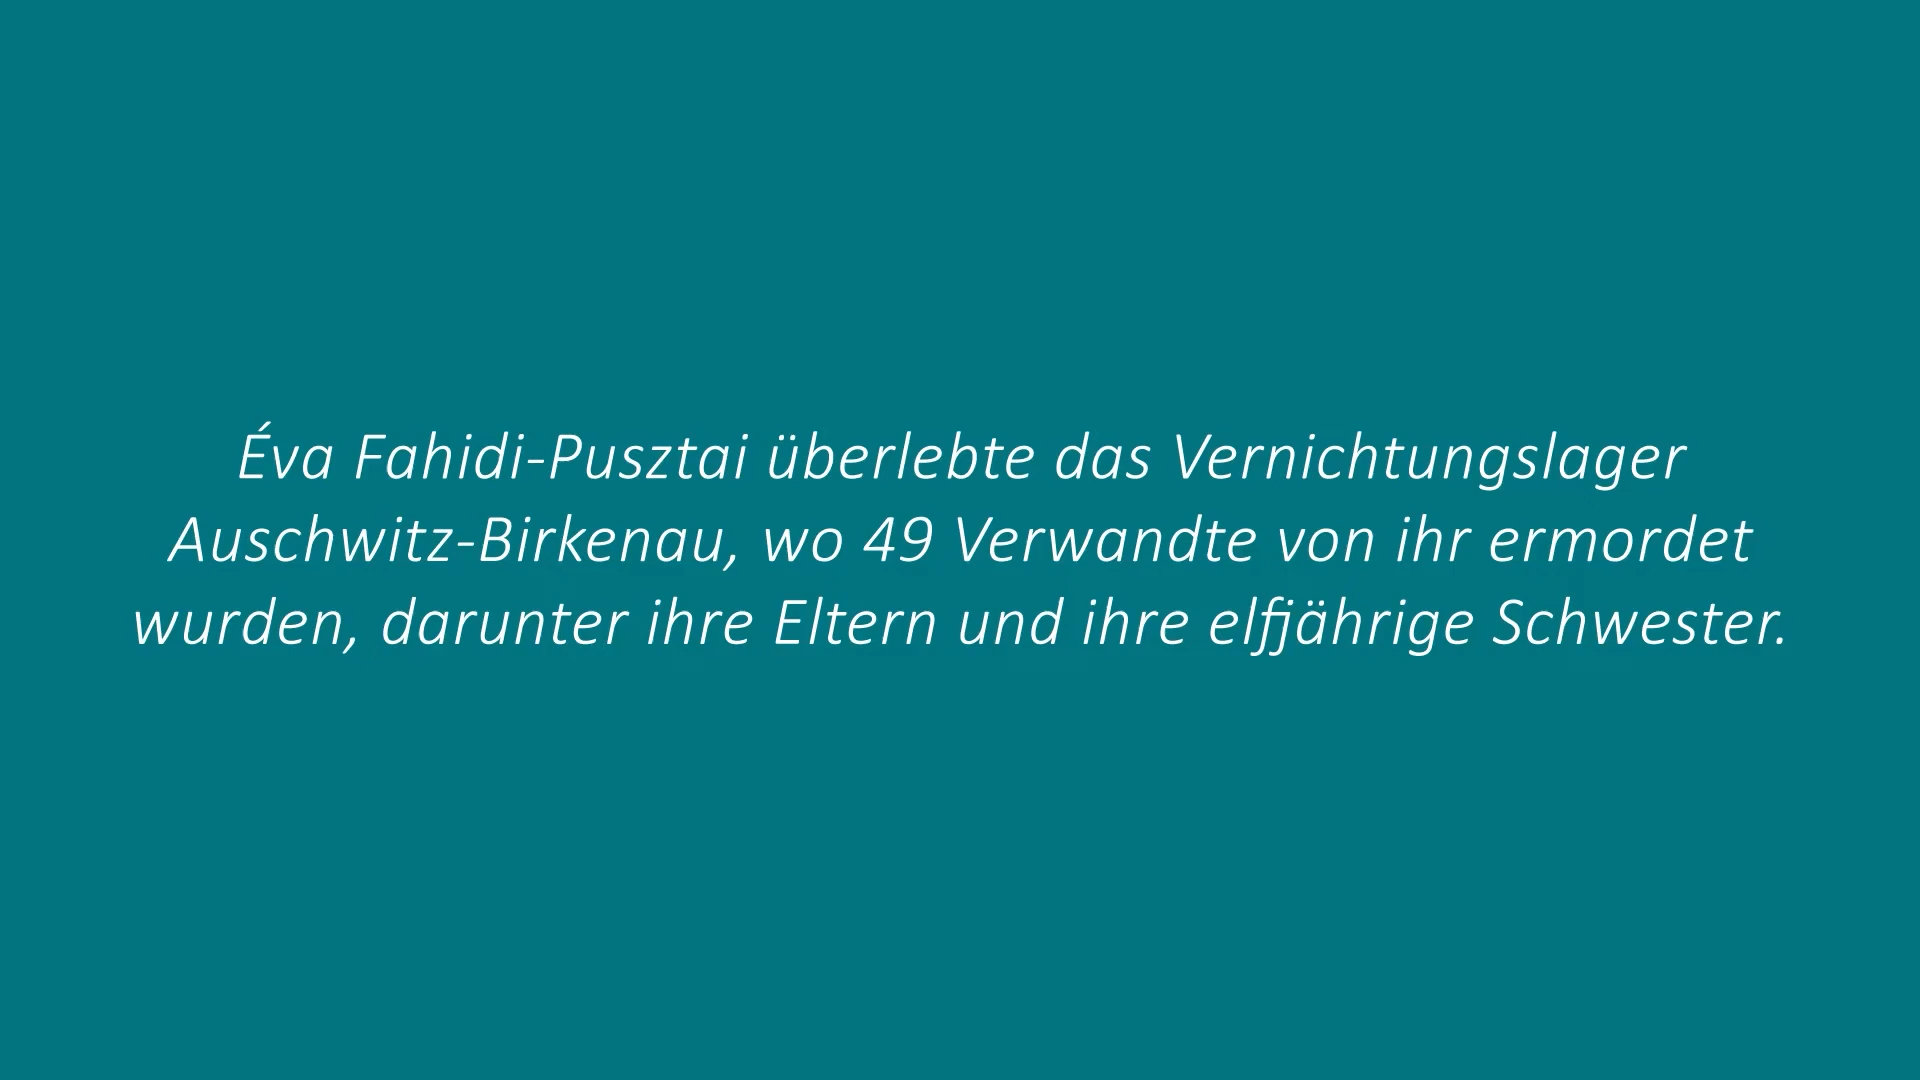 Éva Fahidi-Pusztai überlebte das Vernichtungslager
Auschwitz-Birkenau, wo 49 Verwandte von ihr ermordet
wurden, darunter ihre Eltern und ihre elfjährige Schwester.